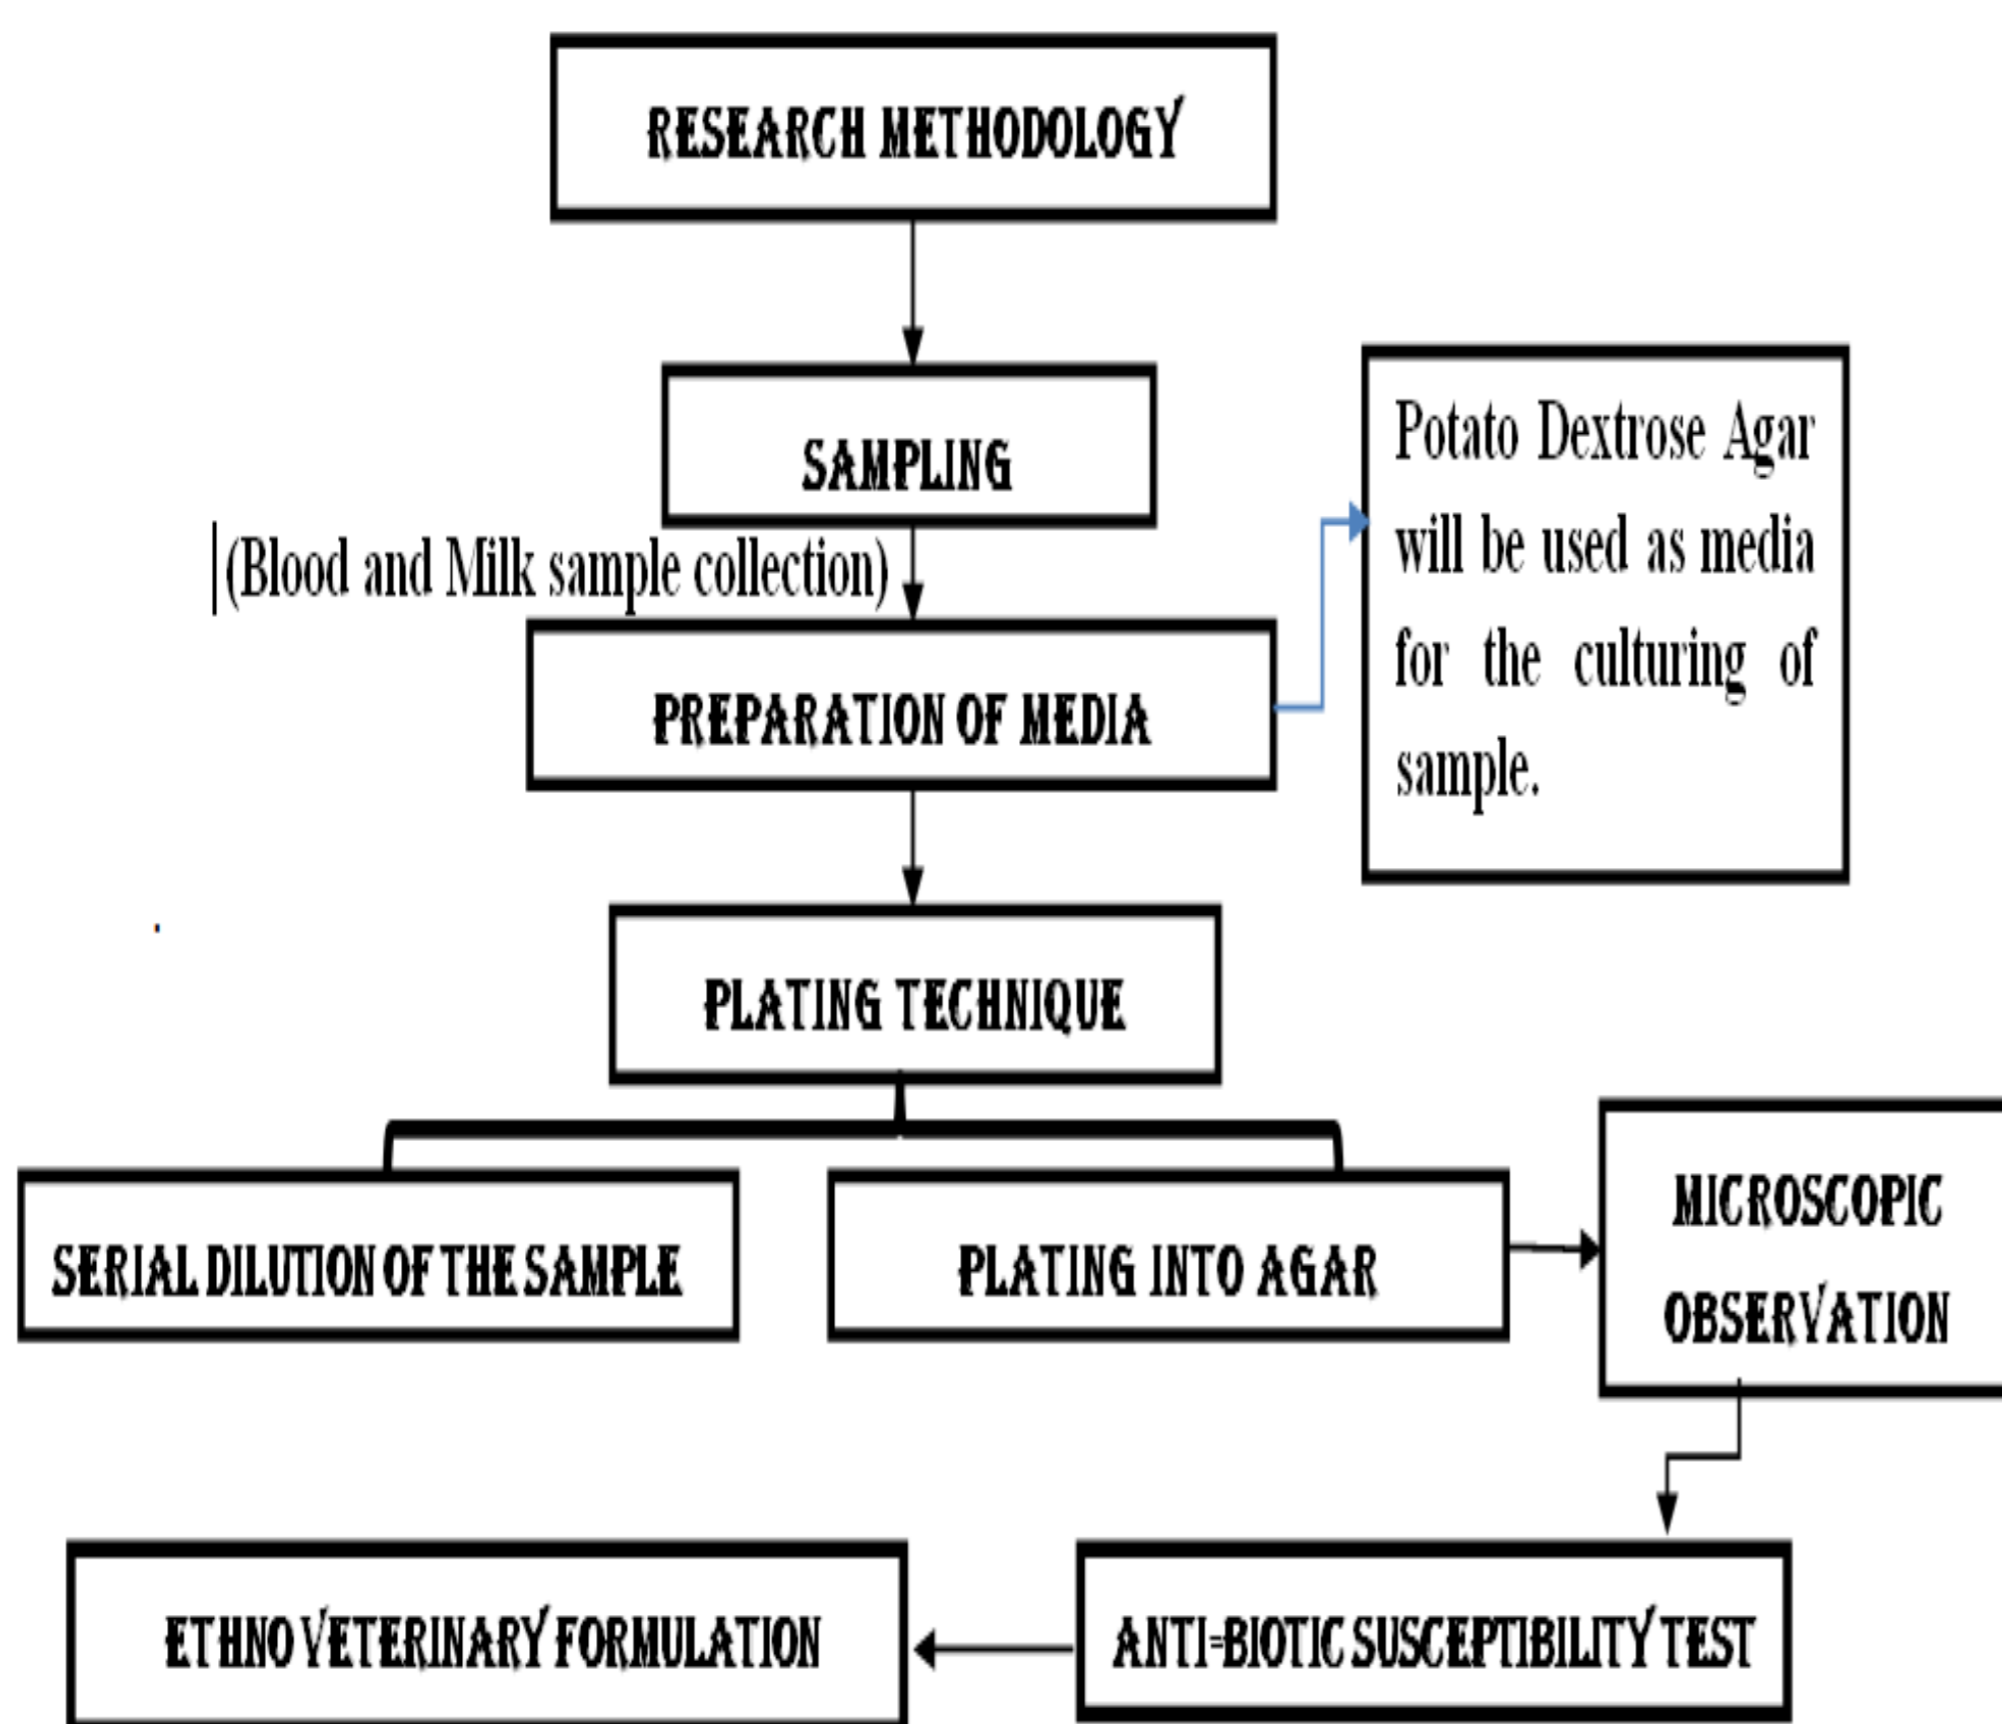 RESEARCH METHODOLOGY
SAMPLING
(Blood and Milk sample collection)
Potato Dextrose Agar
will be used as media
for the culturing of
sample.
PREPARATION OF MEDIA
PLATING TECHNIQUE
SERIAL DILUTION OF THE SAMPLE
PLATING INTO AGAR
MICROSCOPIC
OBSERVATION
ANTI-BIOTIC SUSCEPTIBILITY TEST
ETHNO VETERINARY FORMULATION